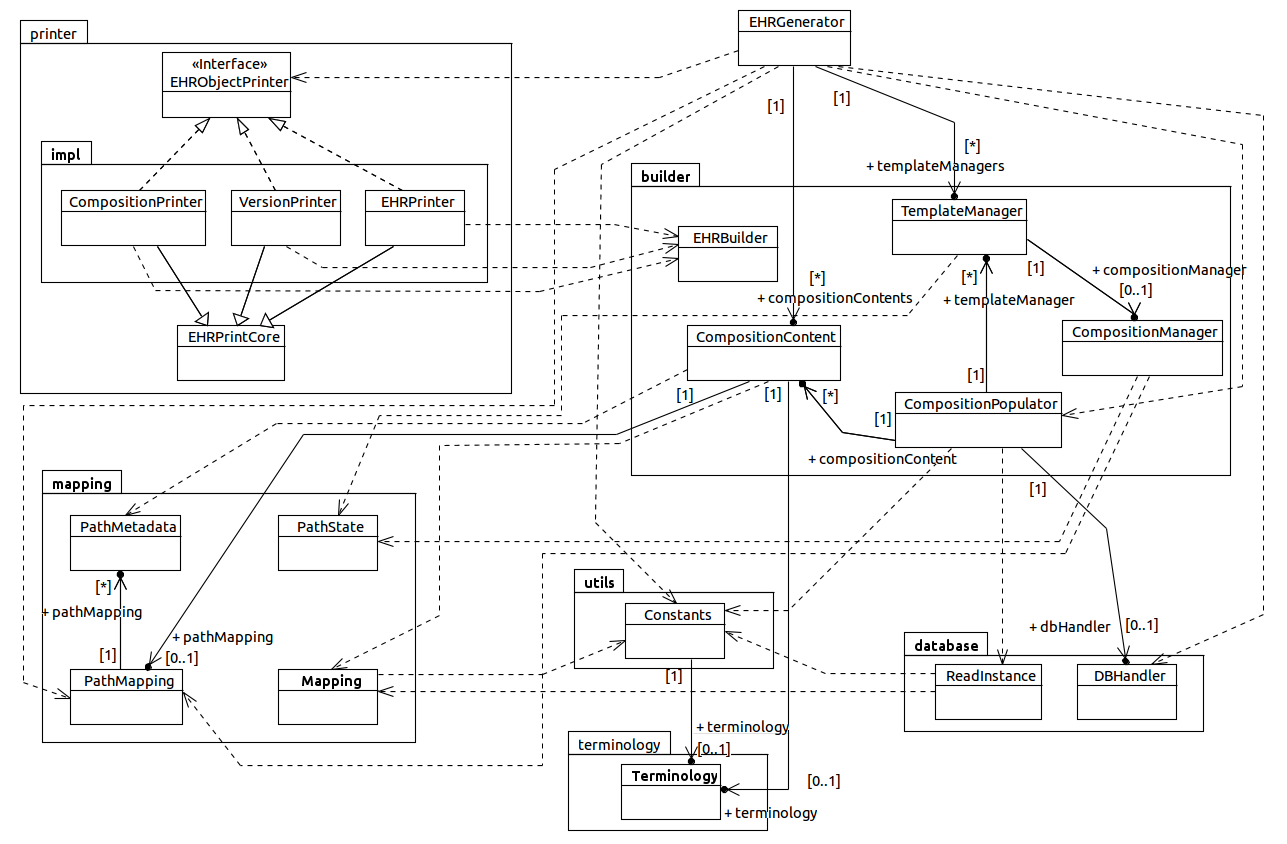 EHRGenerator
printer
«Interface»
EHRObjectPrinter
[1]
[1]
[*]
+ templateManagers
impl
builder
CompositionPrinter
VersionPrinter
EHRPrinter
TemplateManager
EHRBuilder
[*]
+ compositionContents
[*]
+ templateManager
[1]
+ compositionManager
[0..1]
EHRPrintCore
CompositionContent
CompositionManager
[1]
[1]
[*]
[1]
[1]
CompositionPopulator
+ compositionContent
mapping
[1]
PathMetadata
PathState
[*]
+ pathMapping
[1]
+ pathMapping
[0..1]
utils
Constants
+ dbHandler
[0..1]
database
PathMapping
Mapping
[1]
ReadInstance
DBHandler
+ terminology
[0..1]
terminology
Terminology
[0..1]
+ terminology